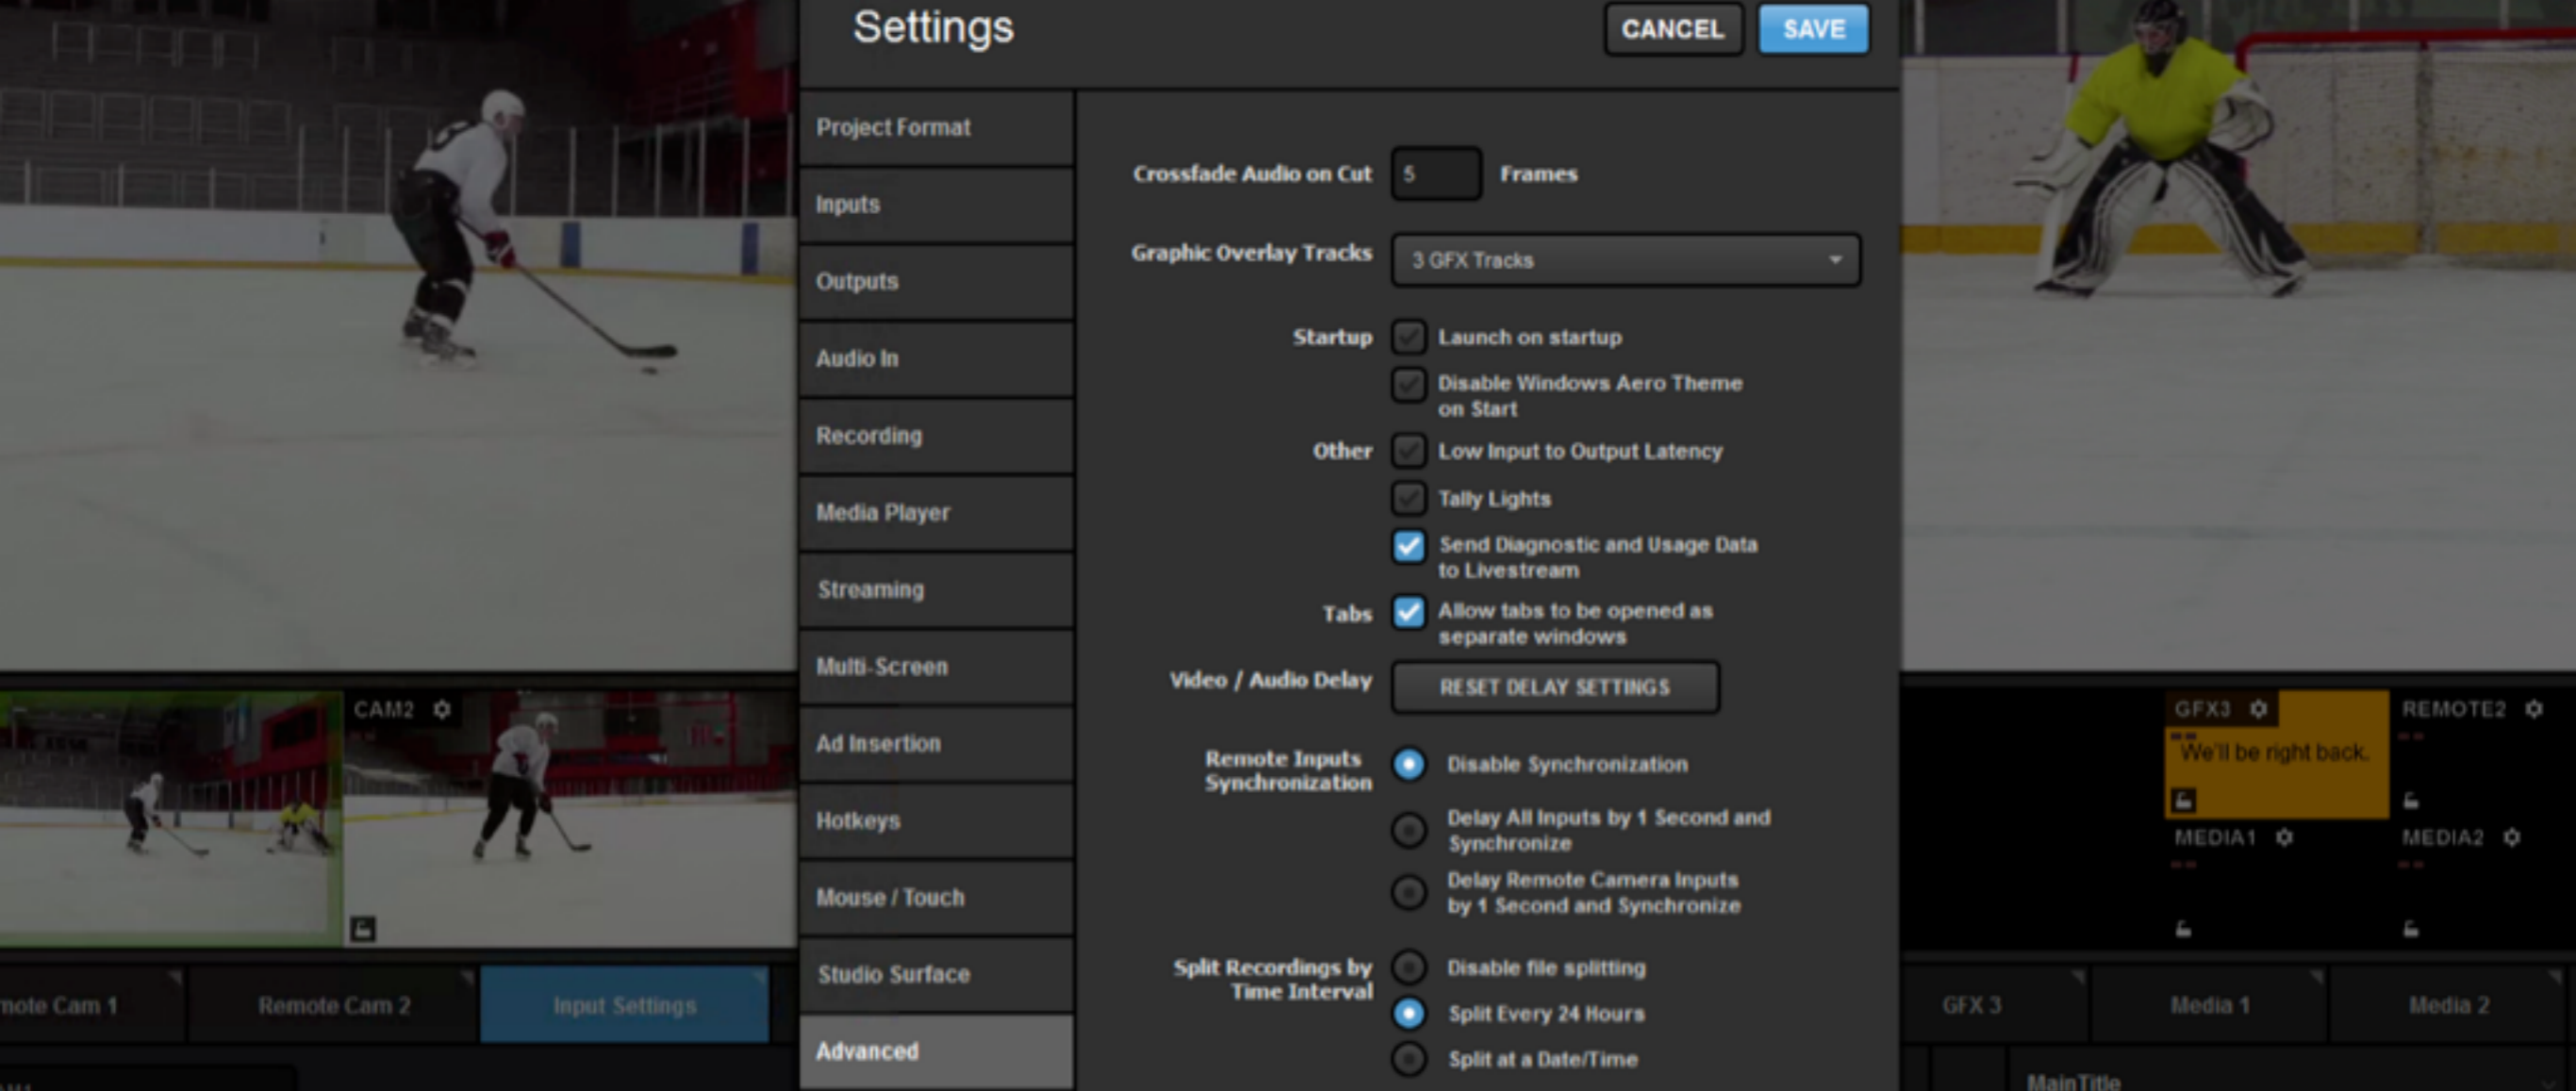 Settings
CANCEL
SAVE
Project Format
Inputs
Outputs
Audio In
Recording
Media Player
Streaming
Multi-Screen
Ad Insertion
Hotkeys
Mouse / Touch
Studio Surface
Advanced
Crossfade Audio on Cut
5
Frames
Graphic Overlay Tracks
3 GFX Tracks
Startup
Launch on startup
Disable Windows Aero Theme
on Start
Other
Low Input to Output Latency
Tally Lights
Send Diagnostic and Usage Data
to Livestream
Tabs
Allow tabs to be opened as
separate windows
Video / Audio Delay
RESET DELAY SETTINGS
Remote Inputs
Synchronization
Disable Synchronization
Delay All Inputs by 1 Second and
Synchronize
Delay Remote Camera Inputs
by 1 Second and Synchronize
Split Recordings by
Time Interval
Disable file splitting
Split Every 24 Hours
Split at a Date/Time
CAM2
GFX3
We'll be right back.
REMOTE2
MEDIA1
MEDIA2
mote Cam 1
Remote Cam 2
Input Settings
GFX 3
Media 1
Media 2
MainTitle